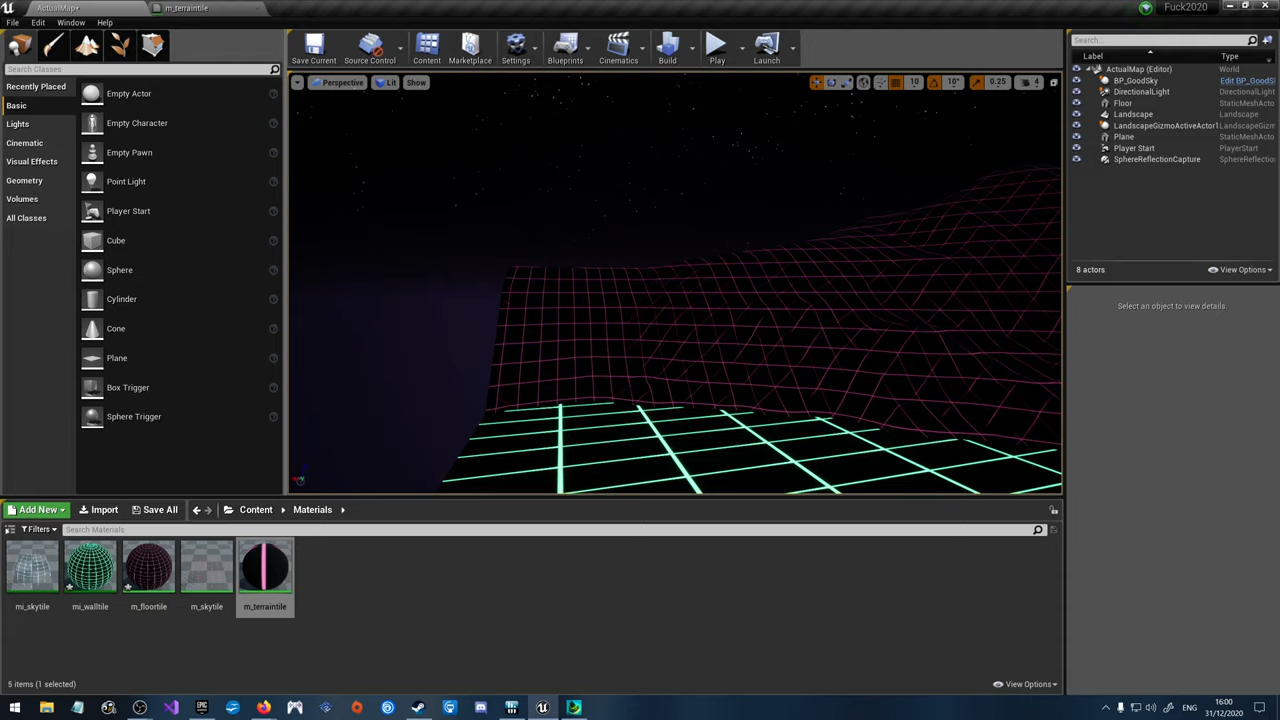 ActualMap*
m_terraintile
Fuck2020
File Edit Window Help
Search Classes
Recently Placed
Basic
Lights
Cinematic
Visual Effects
Geometry
Volumes
All Classes
Empty Actor
Empty Character
Empty Pawn
Point Light
Player Start
Cube
Sphere
Cylinder
Cone
Plane
Box Trigger
Sphere Trigger
Save Current
Source Control
Content
Marketplace
Settings
Blueprints
Cinematics
Build
Play
Launch
Perspective Lit Show
10 10° 0.25 4
Search...
Label Type
ActualMap (Editor) World
BP_GoodSky Edit BP_GoodS
DirectionalLight DirectionalLight
Floor StaticMeshActo
Landscape Landscape
LandscapeGizmoActiveActor1 LandscapeGizmo
Plane StaticMeshActo
Player Start PlayerStart
SphereReflectionCapture SphereReflectio
8 actors View Options
Select an object to view details.
Add New Import Save All Content Materials
Filters Search Materials
mi_skytile
mi_walltile
m_floortile
m_skytile
m_terraintile
5 items (1 selected) View Options
ENG
16:00
31/12/2020